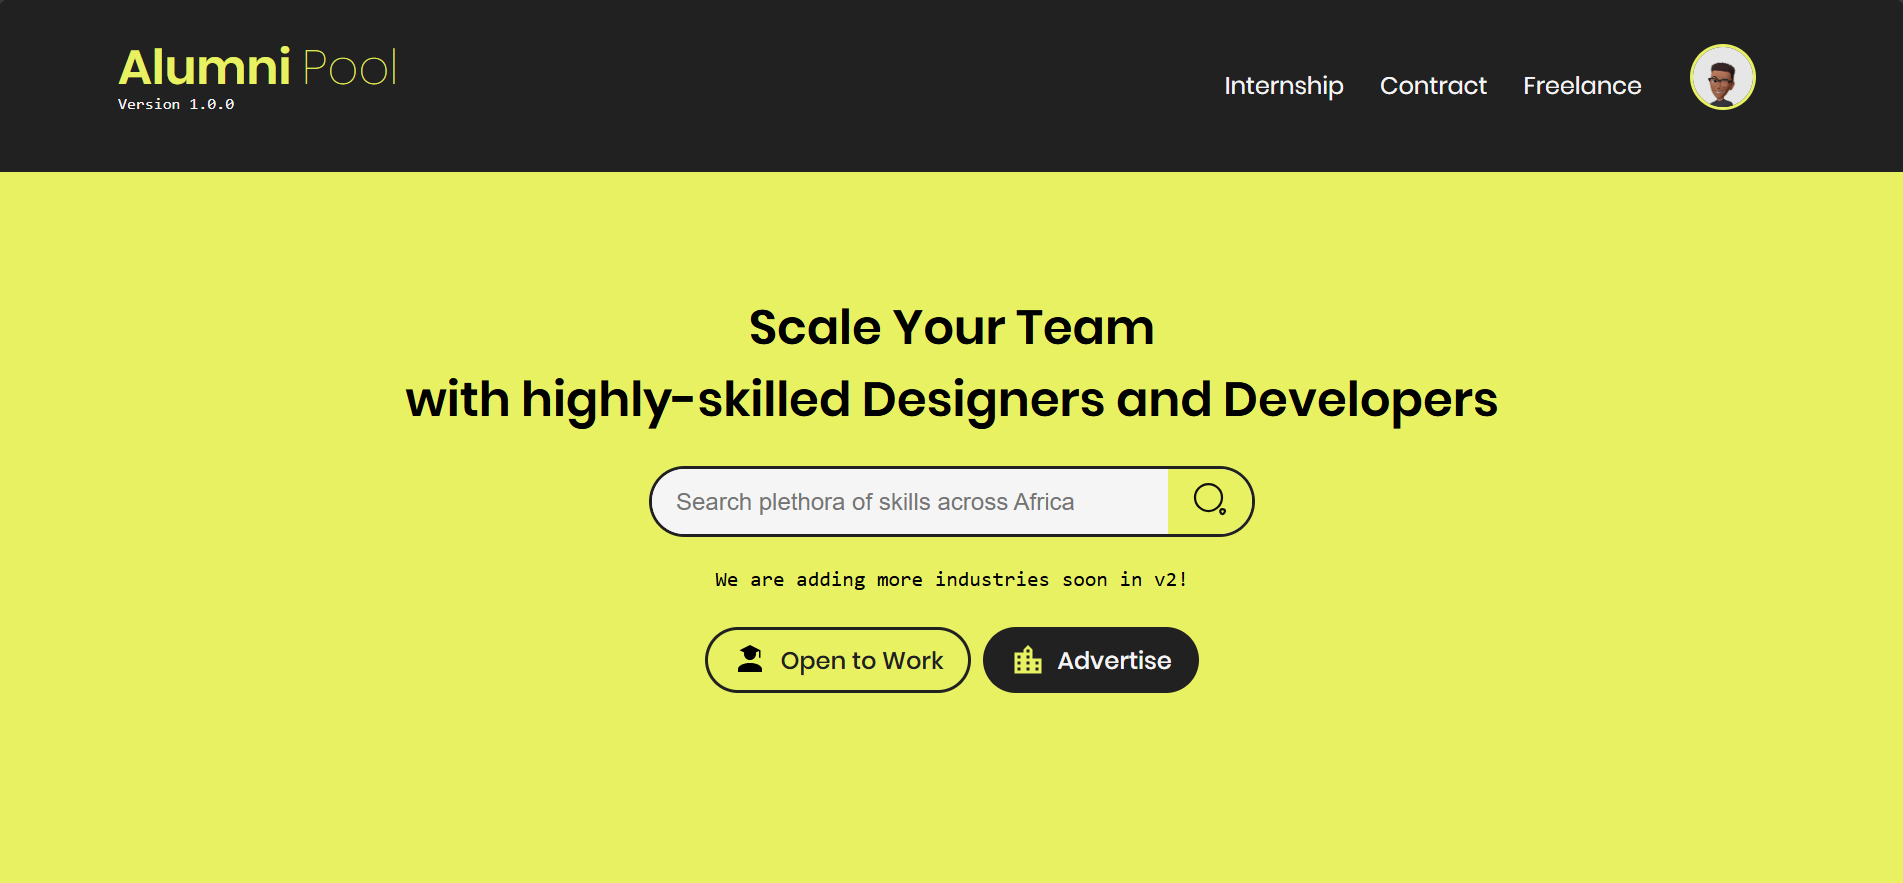 Alumni Pool
Version 1.0.0
Internship Contract Freelance
Scale Your Team
with highly-skilled Designers and Developers
Search plethora of skills across Africa
We are adding more industries soon in v2!
Open to Work Advertise